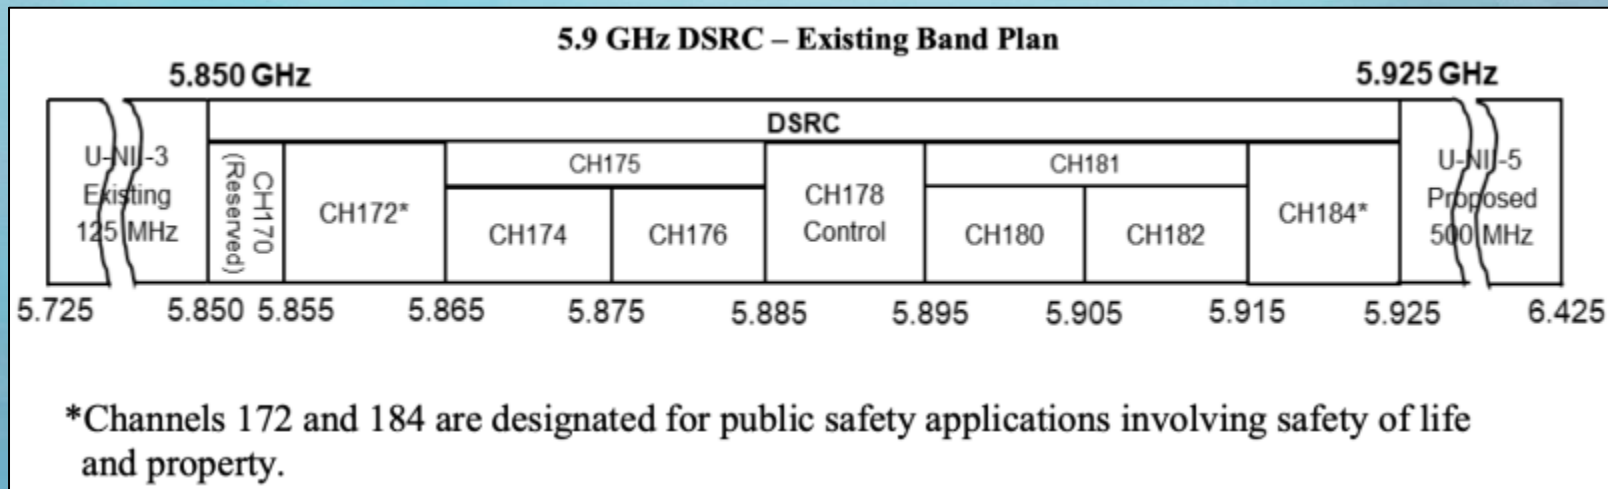 5.9 GHz DSRC – Existing Band Plan
5.850 GHz
5.925 GHz
DSRC
U-NII-3
Existing
125 MHz
CH170
(Reserved)
CH172*
CH175
CH174
CH176
CH178
Control
CH181
CH180
CH182
CH184*
U-NII-5
Proposed
500 MHz
5.725 5.850 5.855 5.865 5.875 5.885 5.895 5.905 5.915 5.925 6.425
*Channels 172 and 184 are designated for public safety applications involving safety of life
and property.